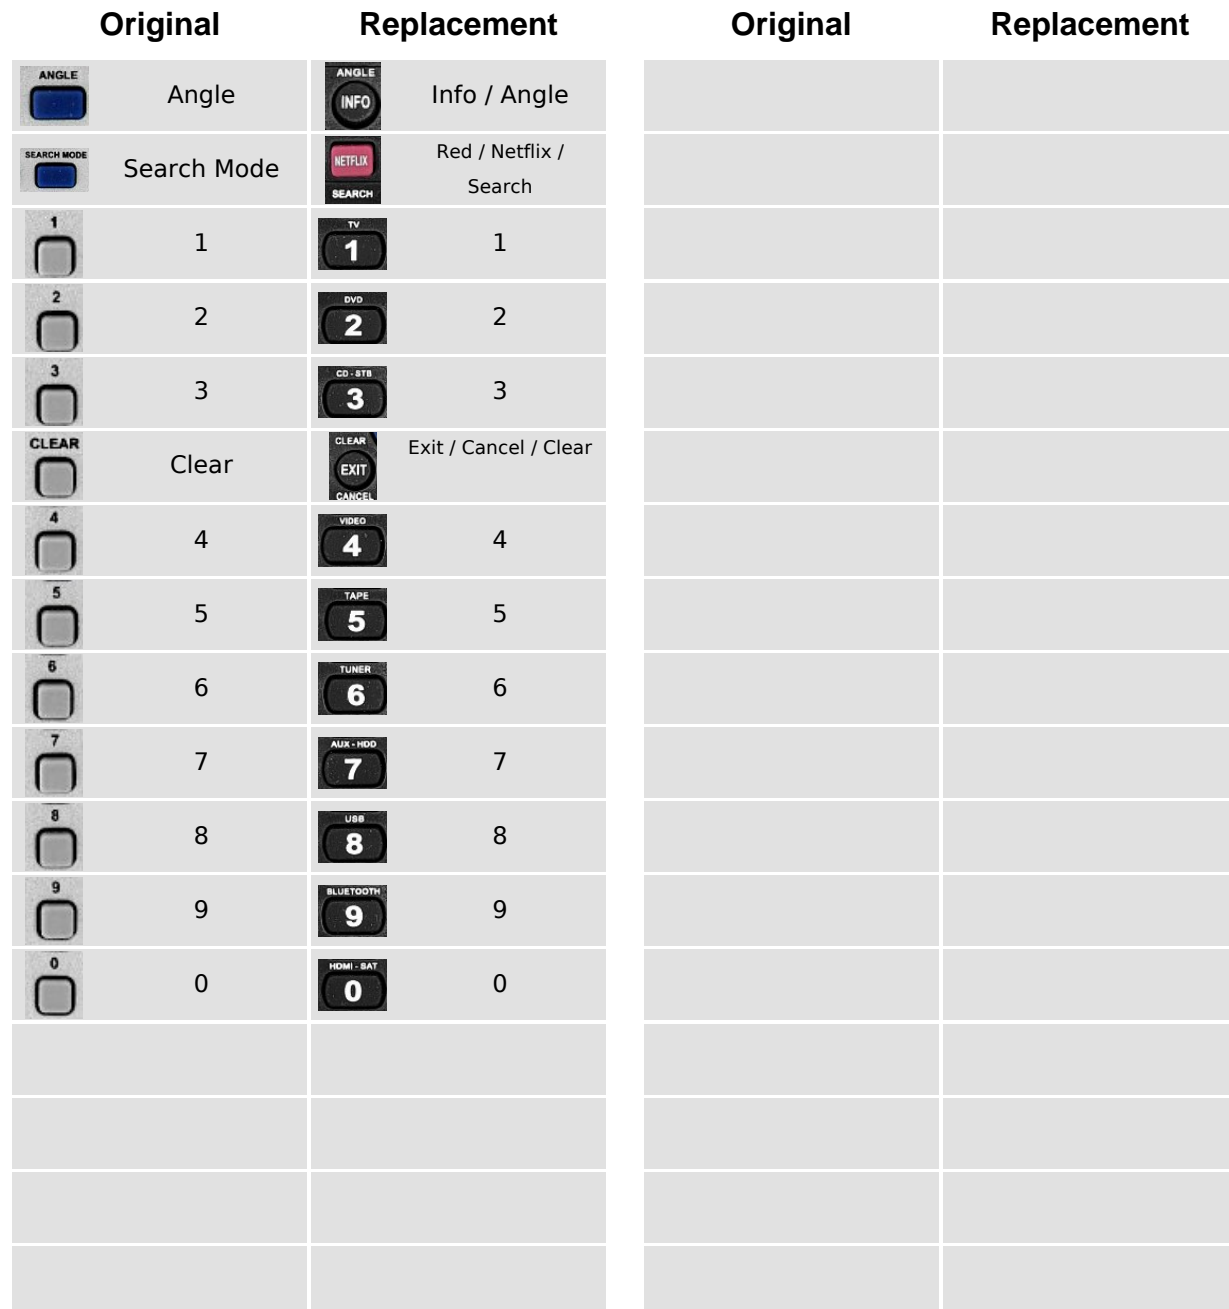 Original Replacement Original Replacement
ANGLE Angle ANGLE INFO Info / Angle
SEARCH MODE Search Mode NETFLIX SEARCH Red / Netflix /
Search
1 1 TV 1 1
2 2 DVD 2 2
3 3 CD - STB 3 3
CLEAR Clear CLEAR EXIT CANCEL Exit / Cancel / Clear
4 4 VIDEO 4 4
5 5 TAPE 5 5
6 6 TUNER 6 6
7 7 AUX - HDD 7 7
8 8 USB 8 8
9 9 BLUETOOTH 9 9
0 0 HDMI - SAT 0 0